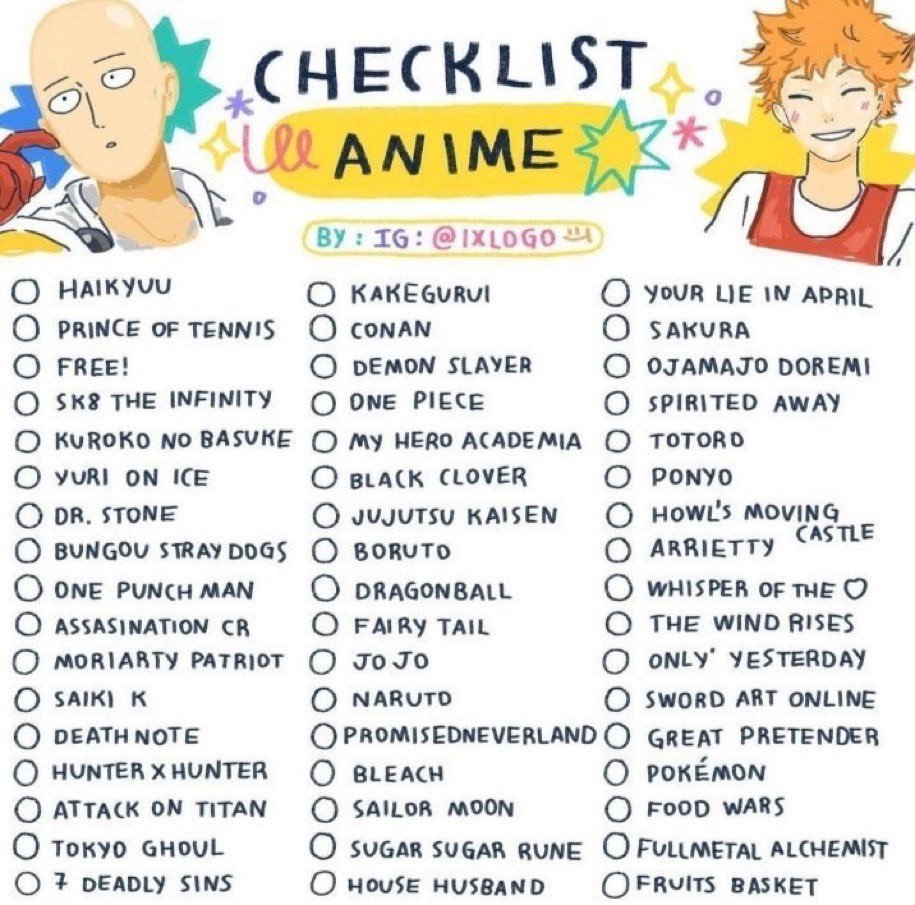 CHECKLIST
ANIME
BY : IG : @IXLOGO
HAIKYUU
PRINCE OF TENNIS
FREE!
SK8 THE INFINITY
KUROKO NO BASUKE
YURI ON ICE
DR. STONE
BUNGOU STRAY DOGS
ONE PUNCH MAN
ASSASINATION CR
MORIARTY PATRIOT
SAIKI K
DEATH NOTE
HUNTER X HUNTER
ATTACK ON TITAN
TOKYO GHOUL
7 DEADLY SINS
KAKEGURUI
CONAN
DEMON SLAYER
ONE PIECE
MY HERO ACADEMIA
BLACK CLOVER
JUJUTSU KAISEN
BORUTO
DRAGONBALL
FAIRY TAIL
JOJO
NARUTO
PROMISEDNEVERLAND
BLEACH
SAILOR MOON
SUGAR SUGAR RUNE
HOUSE HUSBAND
YOUR LIE IN APRIL
SAKURA
OJAMAJO DOREMI
SPIRITED AWAY
TOTORO
PONYO
HOWL'S MOVING
CASTLE
ARRIETTY
WHISPER OF THE ♡
THE WIND RISES
ONLY' YESTERDAY
SWORD ART ONLINE
GREAT PRETENDER
POKÉMON
FOOD WARS
FULLMETAL ALCHEMIST
FRUITS BASKET